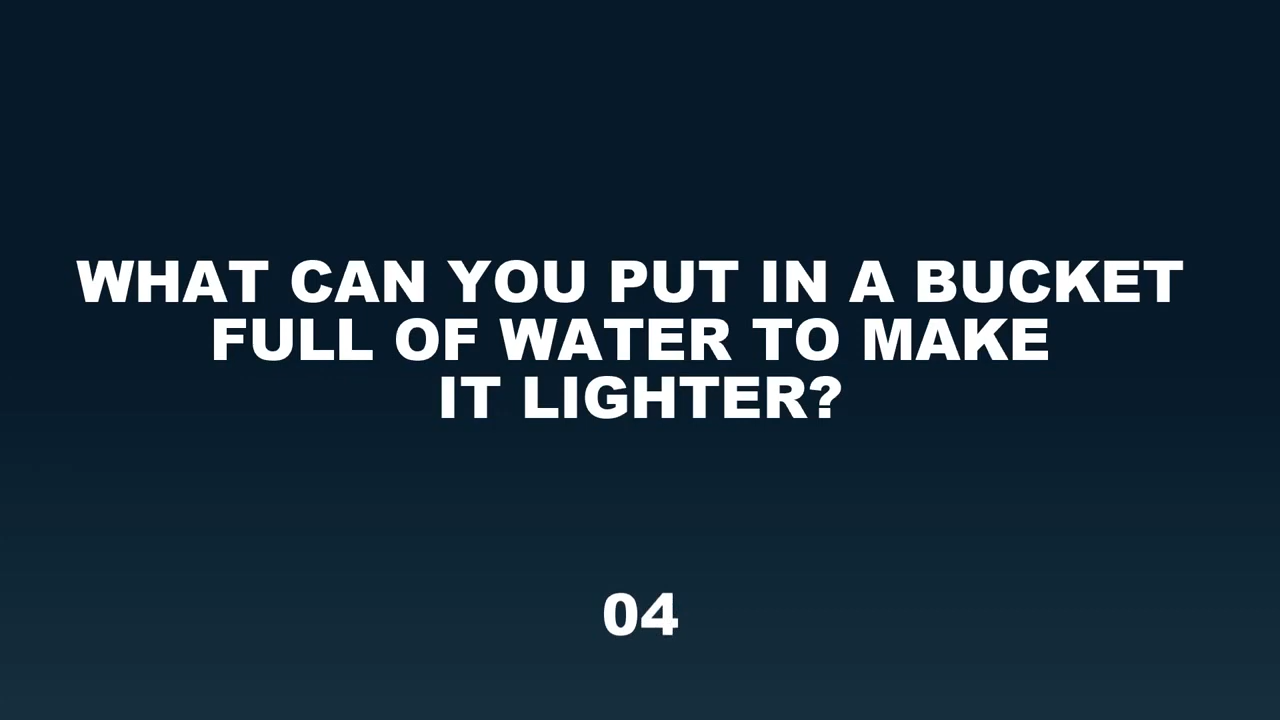 WHAT CAN YOU PUT IN A BUCKET
FULL OF WATER TO MAKE
IT LIGHTER?
04